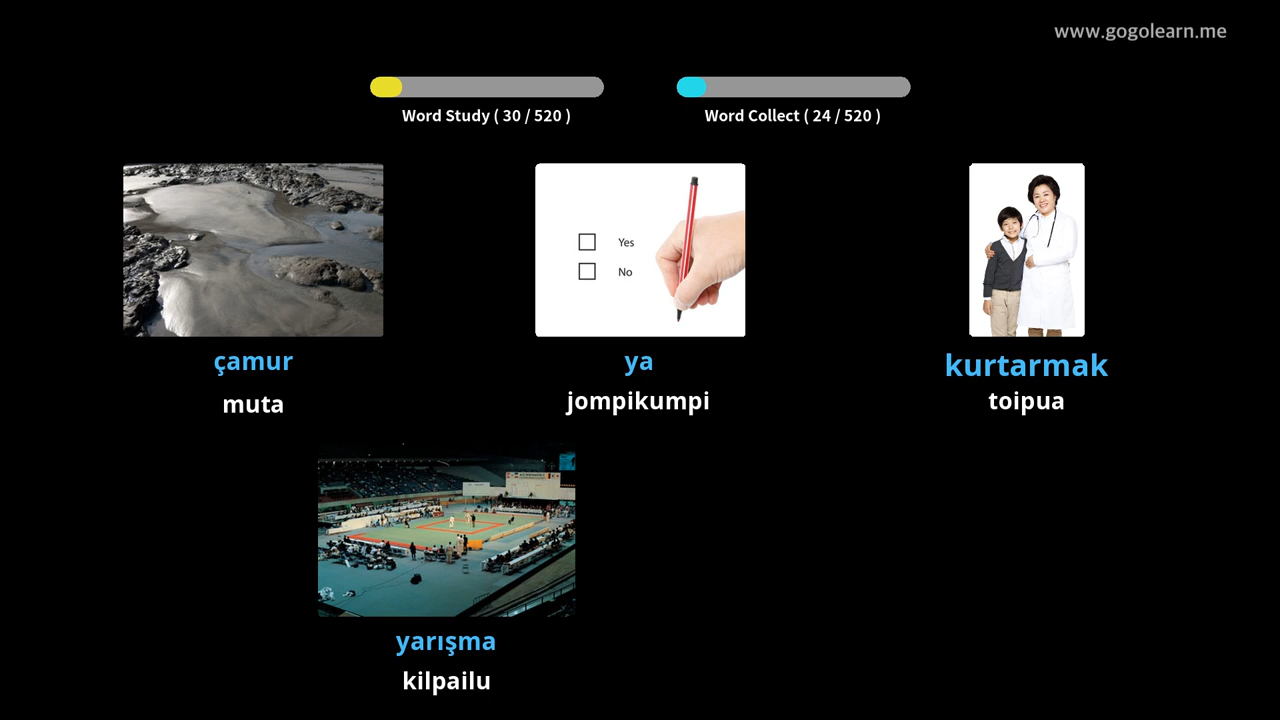 www.gogolearn.me
Word Study ( 30 / 520 )
Word Collect ( 24 / 520 )
Yes
No
çamur
muta
ya
jompikumpi
kurtarmak
toipua
yarışma
kilpailu